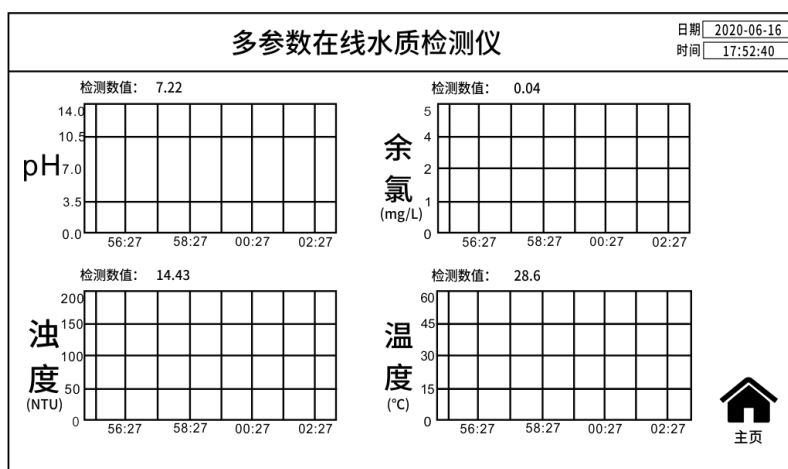 多参数在线水质检测仪
日期 2020-06-16
时间 17:52:40
检测数值： 7.22
pH
14.0
10.5
7.0
3.5
0.0
56:27 58:27 00:27 02:27
检测数值： 0.04
余氯
(mg/L)
5
4
2
1
0
56:27 58:27 00:27 02:27
检测数值： 14.43
浊度
(NTU)
200
150
100
50
0
56:27 58:27 00:27 02:27
检测数值： 28.6
温度
(℃)
60
45
30
15
0
56:27 58:27 00:27 02:27
主页